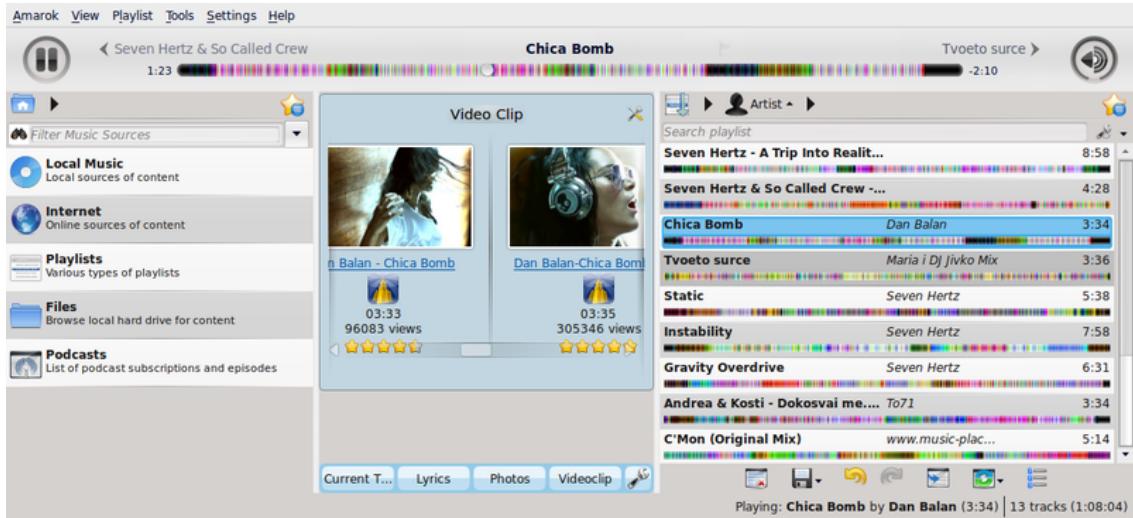 Amarok View Playlist Tools Settings Help
Seven Hertz & So Called Crew Chica Bomb Tvoeto surce
1:23 -2:10
Artist
Filter Music Sources
Local Music
Local sources of content
Internet
Online sources of content
Playlists
Various types of playlists
Files
Browse local hard drive for content
Podcasts
List of podcast subscriptions and episodes
Video Clip
n Balan - Chica Bomb Dan Balan-Chica Bom
03:33 03:35
96083 views 305346 views
Current T... Lyrics Photos Videoclip
Search playlist
Seven Hertz - A Trip Into Realit... 8:58
Seven Hertz & So Called Crew -... 4:28
Chica Bomb Dan Balan 3:34
Tvoeto surce Maria i DJ Jivko Mix 3:36
Static Seven Hertz 5:38
Instability Seven Hertz 7:58
Gravity Overdrive Seven Hertz 6:31
Andrea & Kosti - Dokosvai me.... To71 3:34
C'Mon (Original Mix) www.music-plac... 5:14
Playing: Chica Bomb by Dan Balan (3:34) 13 tracks (1:08:04)